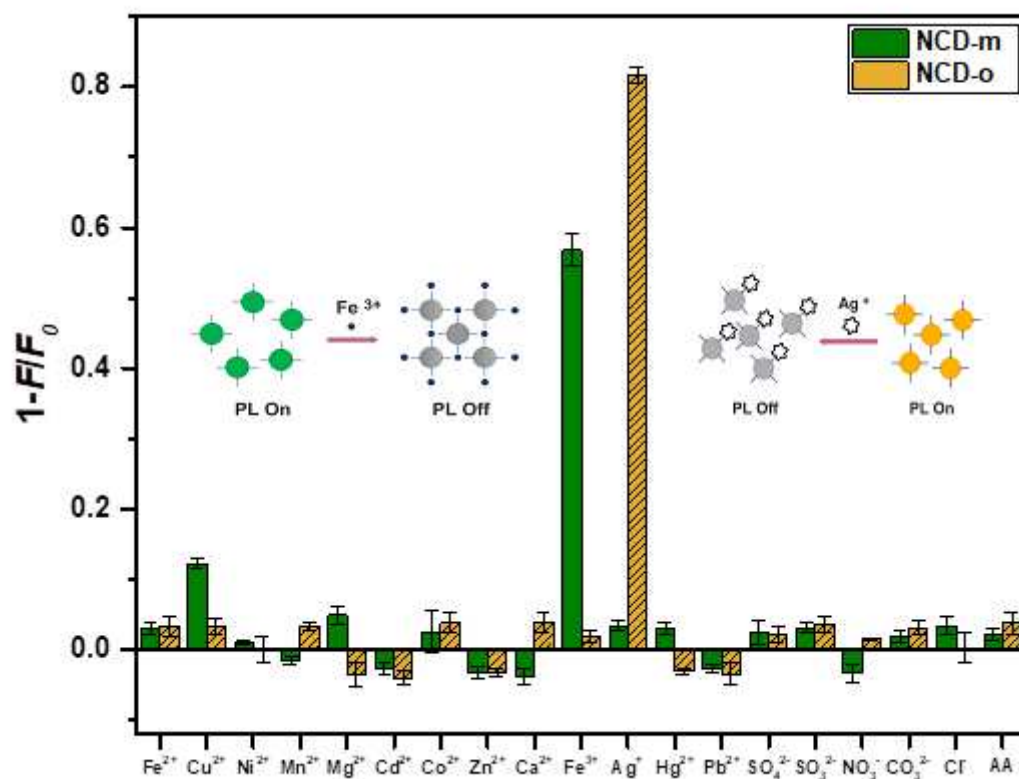 NCD-m
NCD-o
1-F/F₀
0.8
0.6
0.4
0.2
0.0
Fe ³⁺
PL On
PL Off
Ag ⁺
PL Off
PL On
Fe²⁺ Cu²⁺ Ni²⁺ Mn²⁺ Mg²⁺ Cd²⁺ Co²⁺ Zn²⁺ Ca²⁺ Fe³⁺ Ag⁺ Hg²⁺ Pb²⁺ SO₄²⁻ SO₃²⁻ NO₃⁻ CO₃²⁻ Cl⁻ AA